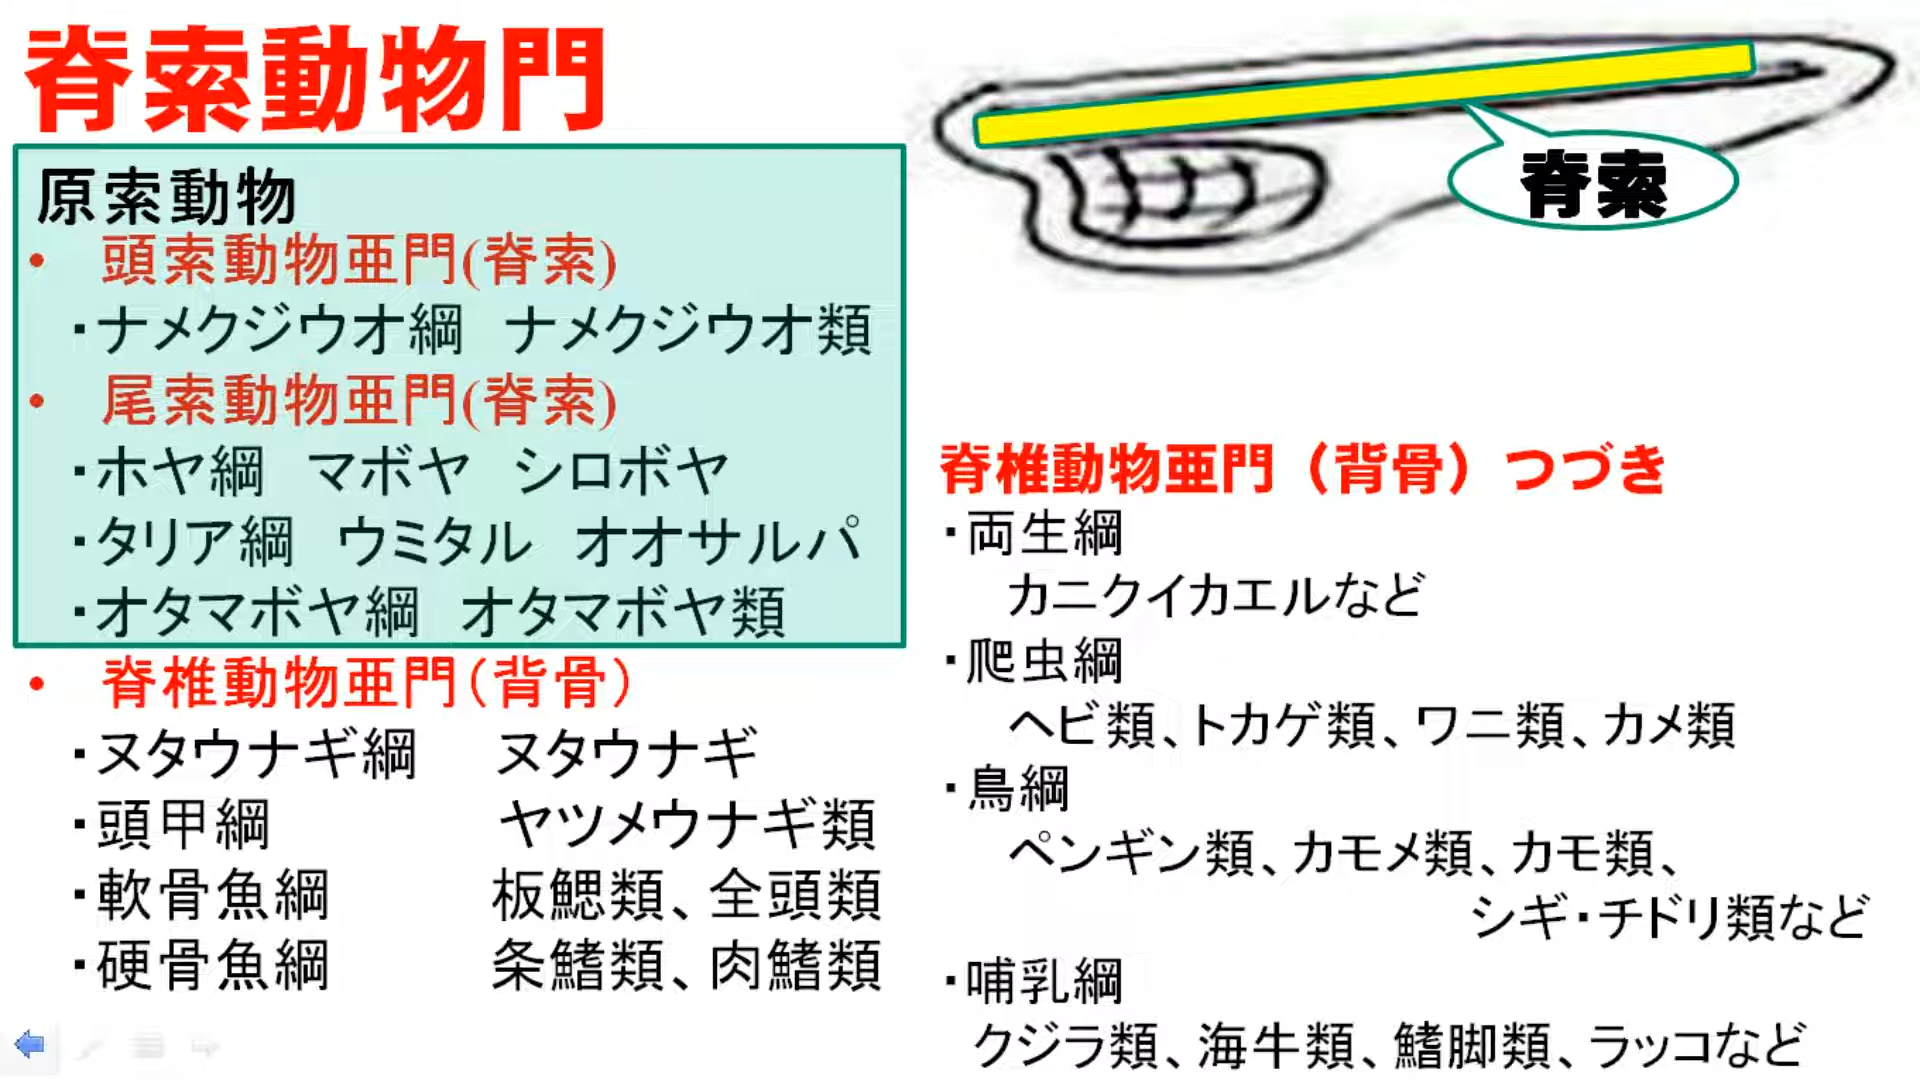 脊索動物門
原索動物
• 頭索動物亜門(脊索)
・ナメクジウオ綱　ナメクジウオ類
• 尾索動物亜門(脊索)
・ホヤ綱　マボヤ　シロボヤ
・タリア綱　ウミタル　オオサルパ
・オタマボヤ綱　オタマボヤ類
• 脊椎動物亜門（背骨）
・ヌタウナギ綱　ヌタウナギ
・頭甲綱　ヤツメウナギ類
・軟骨魚綱　板鰓類、全頭類
・硬骨魚綱　条鰭類、肉鰭類
脊索
脊椎動物亜門（背骨）つづき
・両生綱
カニクイカエルなど
・爬虫綱
ヘビ類、トカゲ類、ワニ類、カメ類
・鳥綱
ペンギン類、カモメ類、カモ類、
シギ・チドリ類など
・哺乳綱
クジラ類、海牛類、鰭脚類、ラッコなど